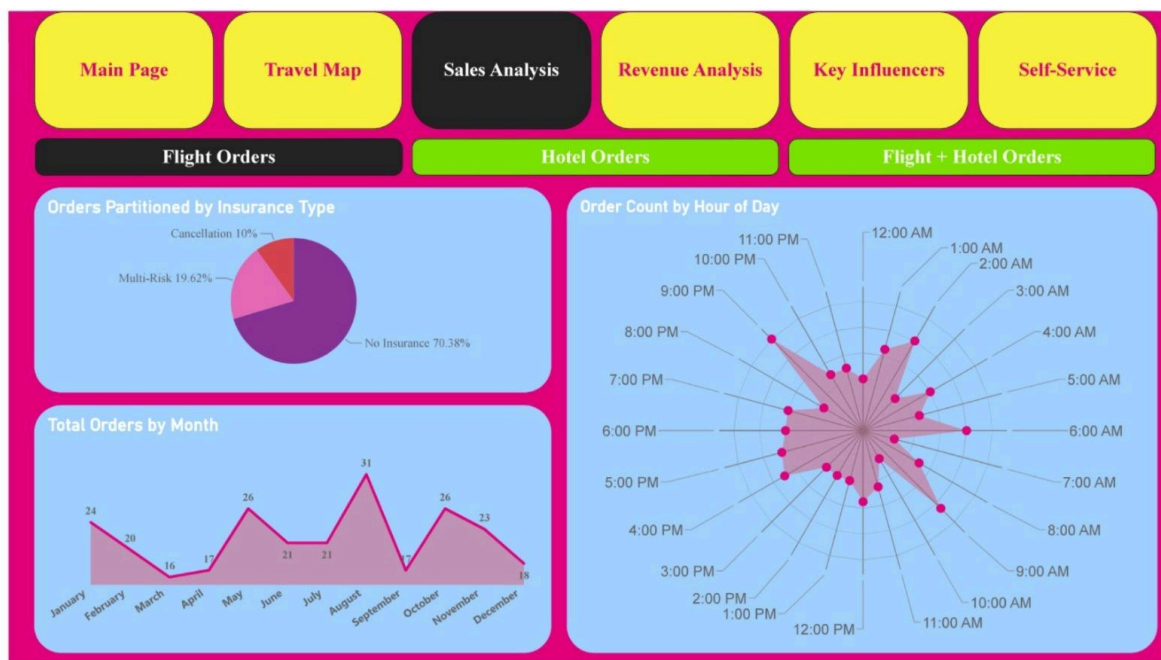 Main Page
Travel Map
Sales Analysis
Revenue Analysis
Key Influencers
Self-Service
Flight Orders
Hotel Orders
Flight + Hotel Orders
Orders Partitioned by Insurance Type
Cancellation 10%
Multi-Risk 19.62%
No Insurance 70.38%
Total Orders by Month
24
20
16
17
26
21
21
31
17
26
23
18
January
February
March
April
May
June
July
August
September
October
November
December
Order Count by Hour of Day
12:00 AM
1:00 AM
2:00 AM
3:00 AM
4:00 AM
5:00 AM
6:00 AM
7:00 AM
8:00 AM
9:00 AM
10:00 AM
11:00 AM
12:00 PM
1:00 PM
2:00 PM
3:00 PM
4:00 PM
5:00 PM
6:00 PM
7:00 PM
8:00 PM
9:00 PM
10:00 PM
11:00 PM